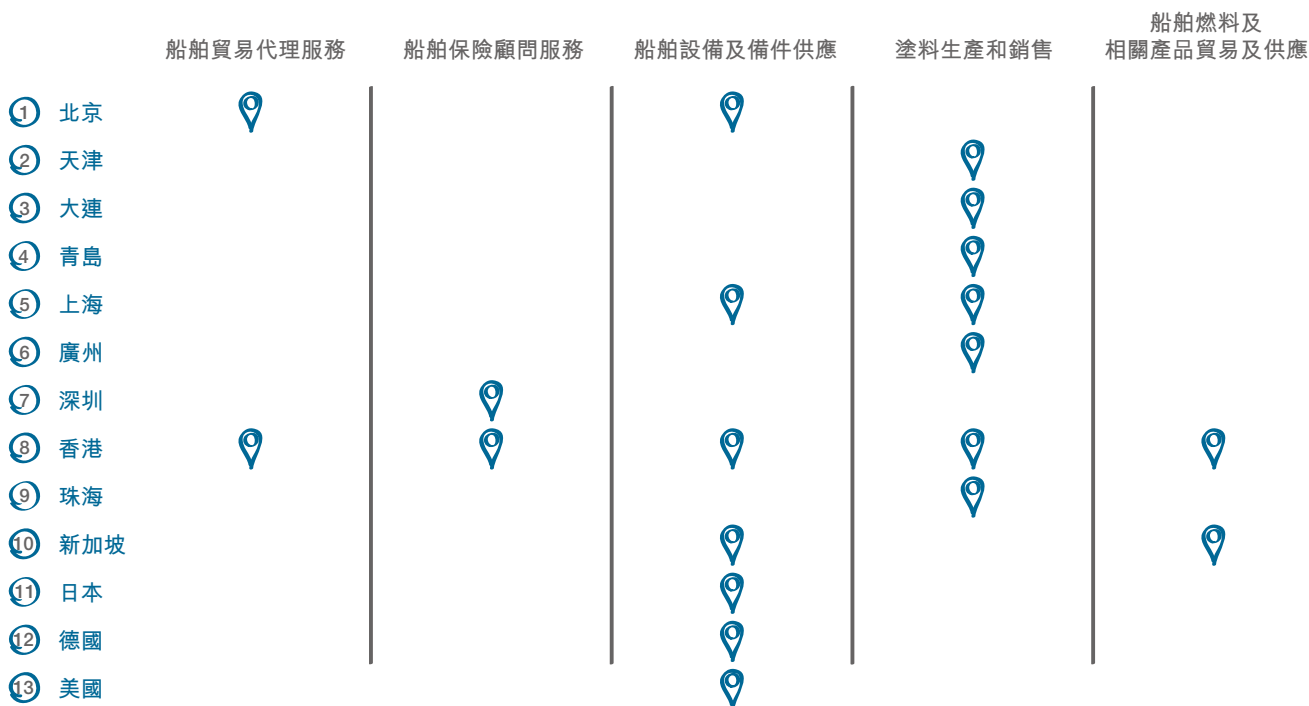 船舶貿易代理服務
船舶保險顧問服務
船舶設備及備件供應
塗料生產和銷售
船舶燃料及
相關產品貿易及供應
1 北京
2 天津
3 大連
4 青島
5 上海
6 廣州
7 深圳
8 香港
9 珠海
10 新加坡
11 日本
12 德國
13 美國